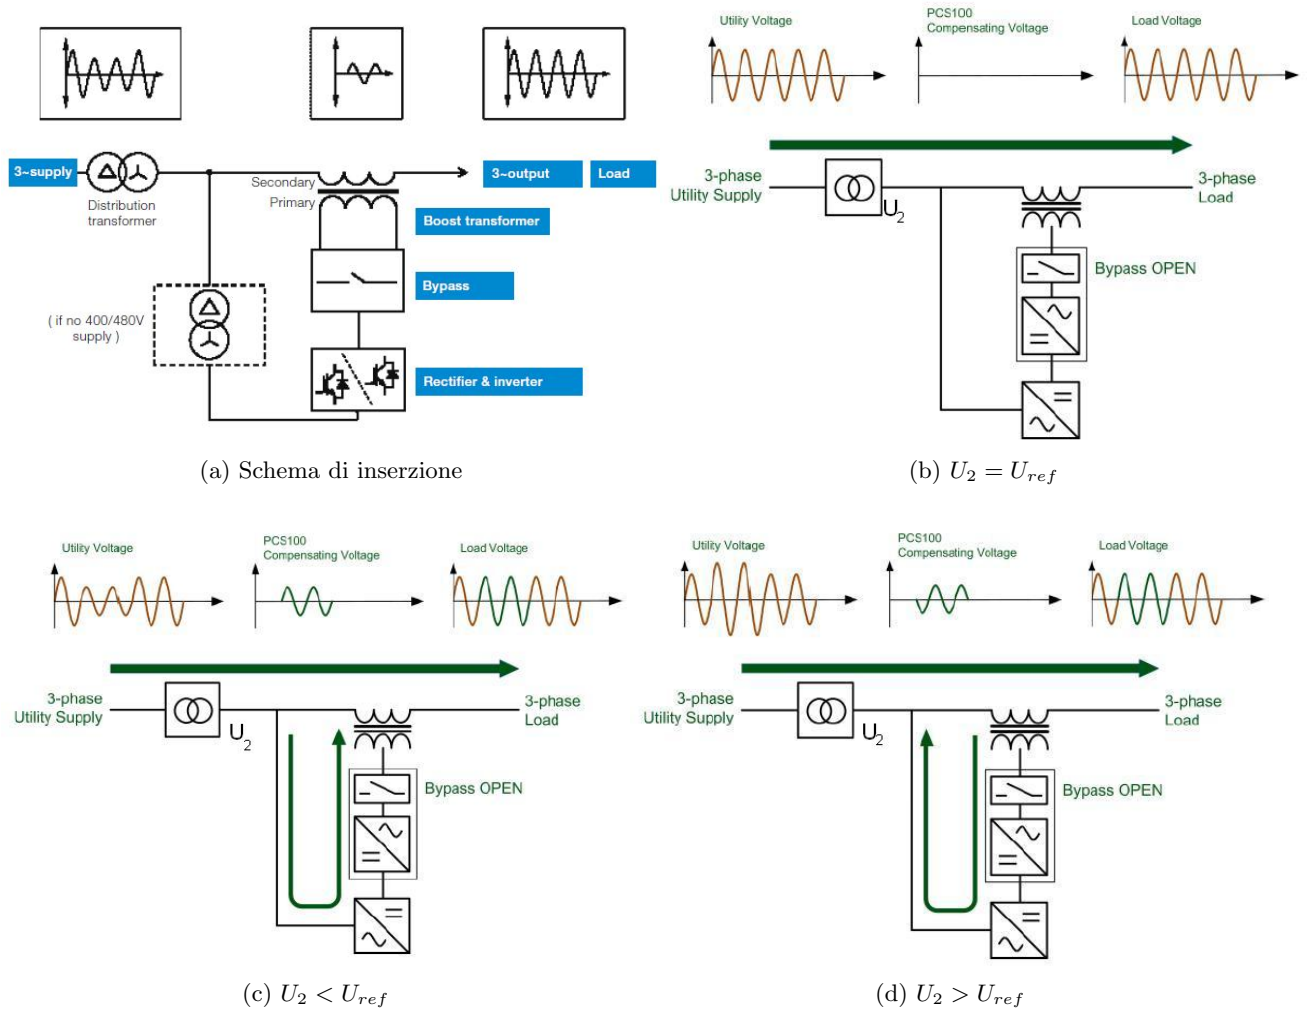 3~supply
Distribution
transformer
Secondary
Primary
3~output
Load
Boost transformer
Bypass
( if no 400/480V
supply )
Rectifier & inverter
(a) Schema di inserzione
Utility Voltage
PCS100
Compensating Voltage
Load Voltage
3-phase
Utility Supply
U2
3-phase
Load
Bypass OPEN
(b) U2 = Uref
Utility Voltage
PCS100
Compensating Voltage
Load Voltage
3-phase
Utility Supply
U2
3-phase
Load
Bypass OPEN
(c) U2 < Uref
Utility Voltage
PCS100
Compensating Voltage
Load Voltage
3-phase
Utility Supply
U2
3-phase
Load
Bypass OPEN
(d) U2 > Uref